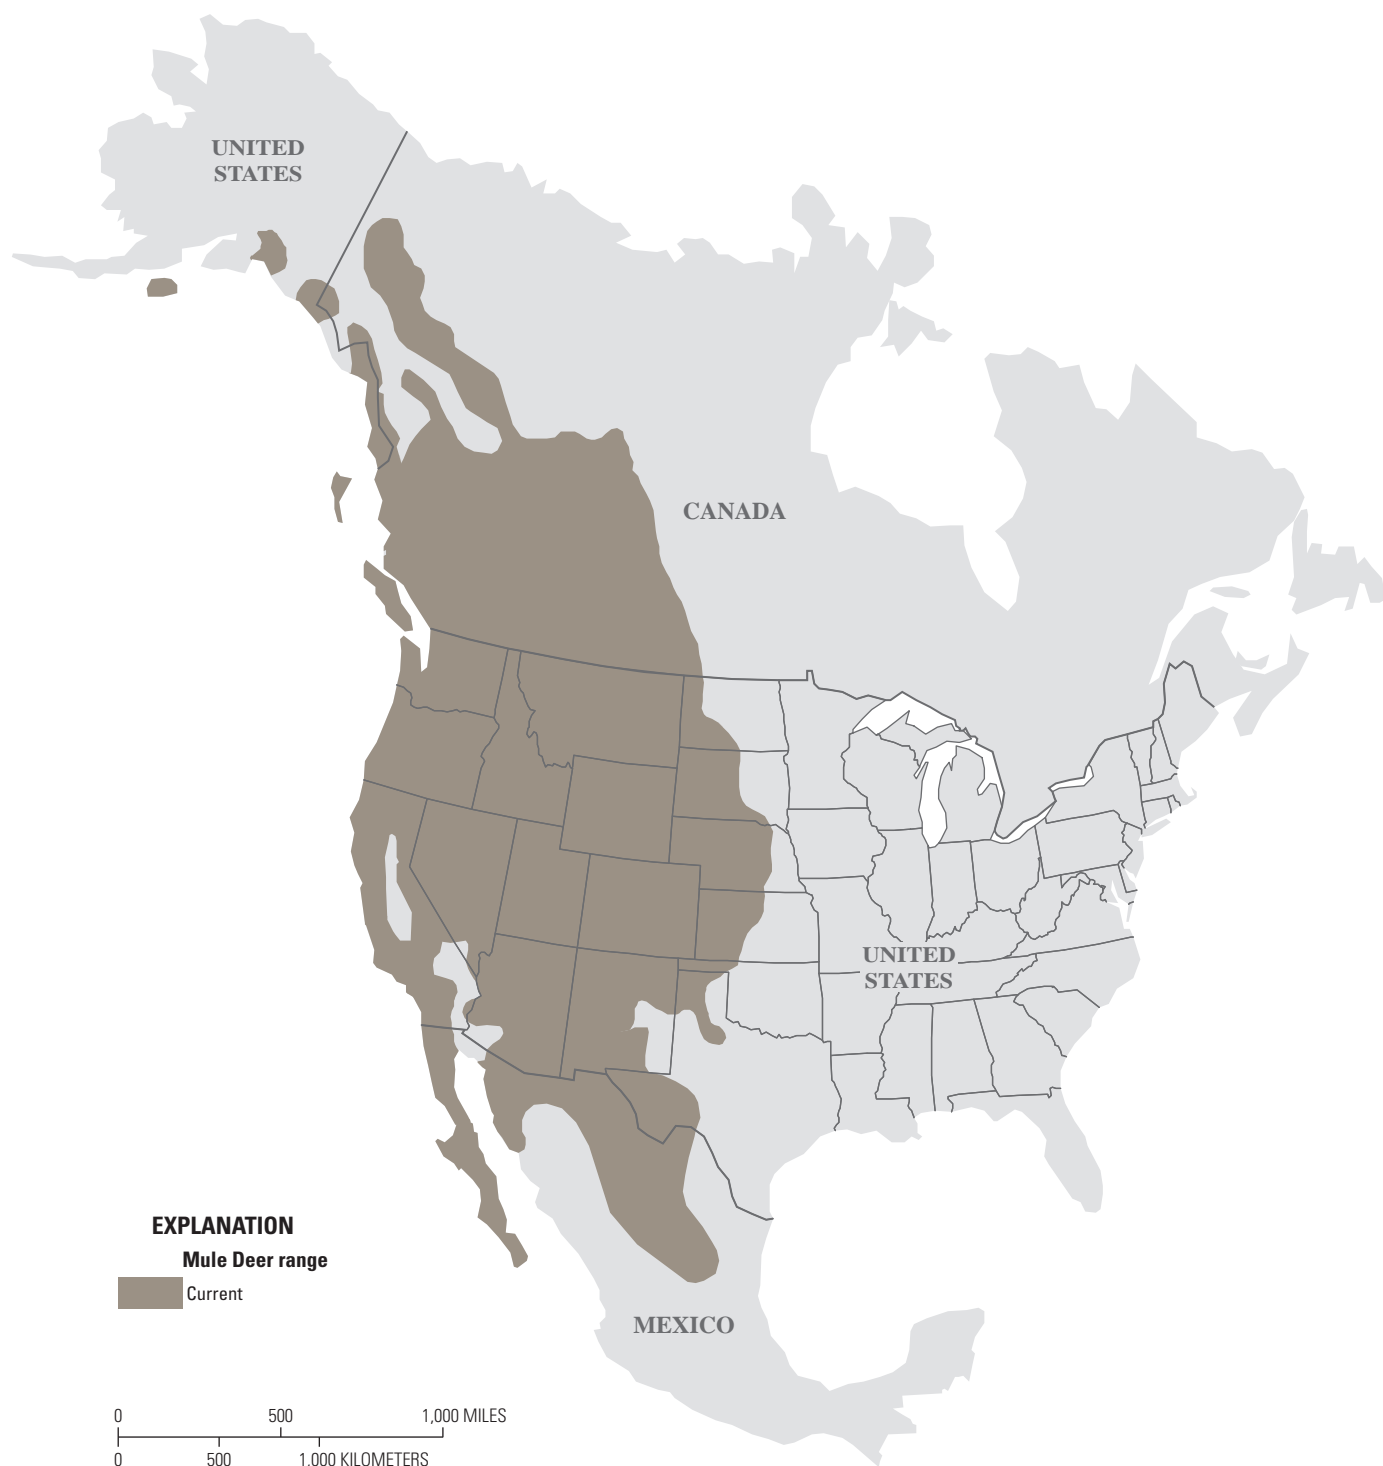 UNITED
STATES
CANADA
UNITED
STATES
EXPLANATION
Mule Deer range
Current
MEXICO
0 500 1,000 MILES
0 500 1,000 KILOMETERS